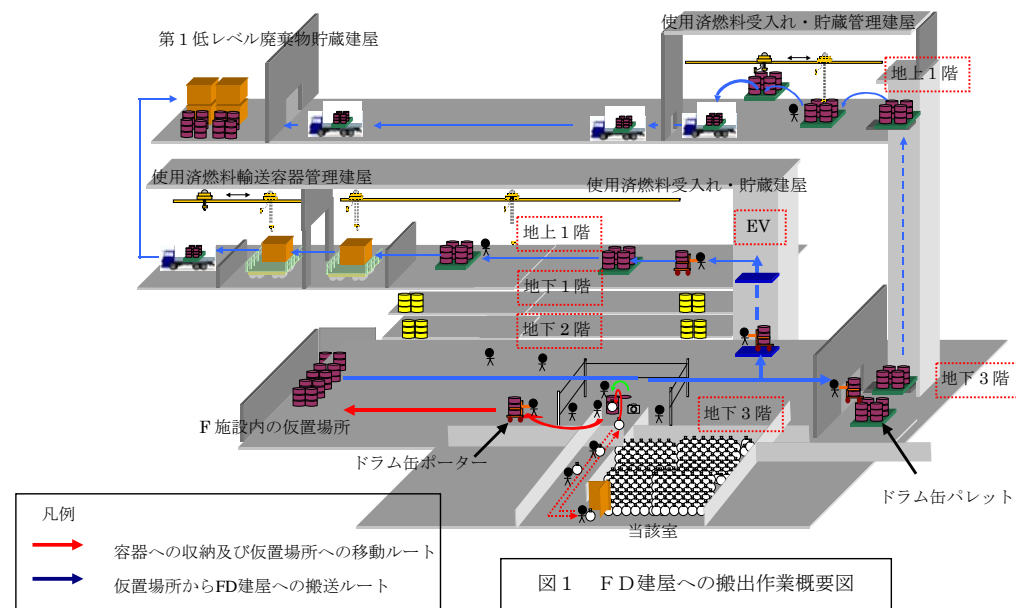 使用済燃料受入れ・貯蔵管理建屋
第1低レベル廃棄物貯蔵建屋
地上1階
使用済燃料輸送容器管理建屋
使用済燃料受入れ・貯蔵建屋
EV
地上1階
地下1階
地下2階
地下3階
地下3階
F 施設内の仮置場所
ドラム缶ポーター
ドラム缶パレット
当該室
凡例
容器への収納及び仮置場所への移動ルート
仮置場所からFD建屋への搬送ルート
図1 FD建屋への搬出作業概要図